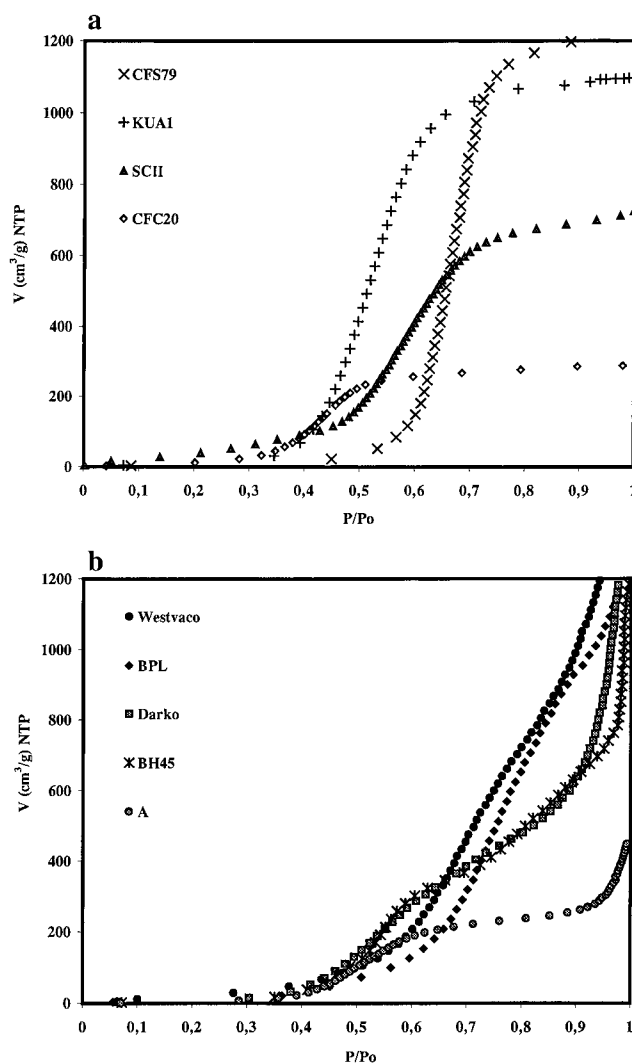 a
1200
1000
800
600
400
200
0
V (cm³/g) NTP
CFS79
KUA1
SCII
CFC20
0 0,1 0,2 0,3 0,4 0,5 0,6 0,7 0,8 0,9 1
P/Po
b
1200
1000
800
600
400
200
0
V (cm³/g) NTP
Westvaco
BPL
Darko
BH45
A
0 0,1 0,2 0,3 0,4 0,5 0,6 0,7 0,8 0,9 1
P/Po